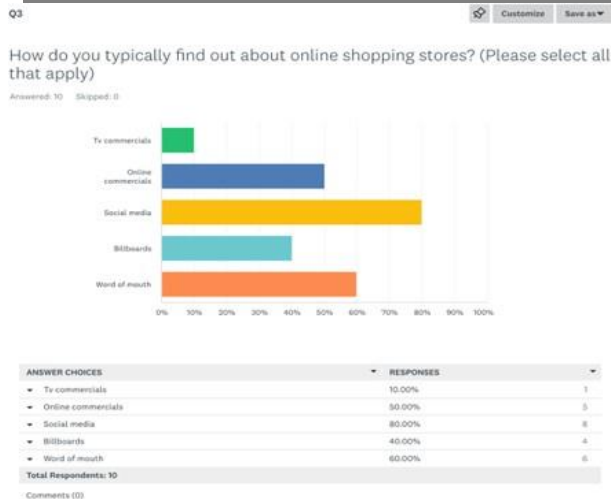 Q3
Customize
Save as
How do you typically find out about online shopping stores? (Please select all
that apply)
Answered: 10 Skipped: 0
Tv commercials
Online
commercials
Social media
Billboards
Word of mouth
0% 10% 20% 30% 40% 50% 60% 70% 80% 90% 100%
ANSWER CHOICES RESPONSES
Tv commercials 10.00% 1
Online commercials 50.00% 5
Social media 80.00% 8
Billboards 40.00% 4
Word of mouth 60.00% 6
Total Respondents: 10
Comments (0)